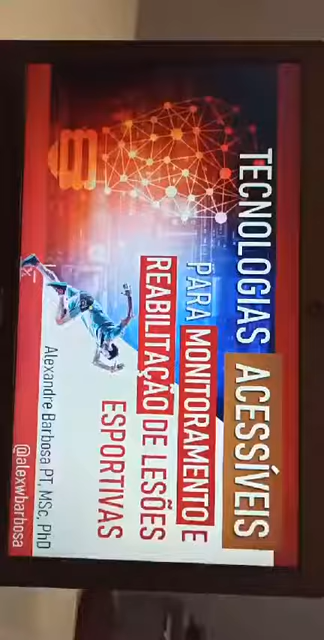 TECNOLOGIAS ACESSÍVEIS
PARA MONITORAMENTO E
REABILITAÇÃO DE LESÕES
ESPORTIVAS
Alexandre Barbosa PT, MSc, PhD
@alexwbarbosa